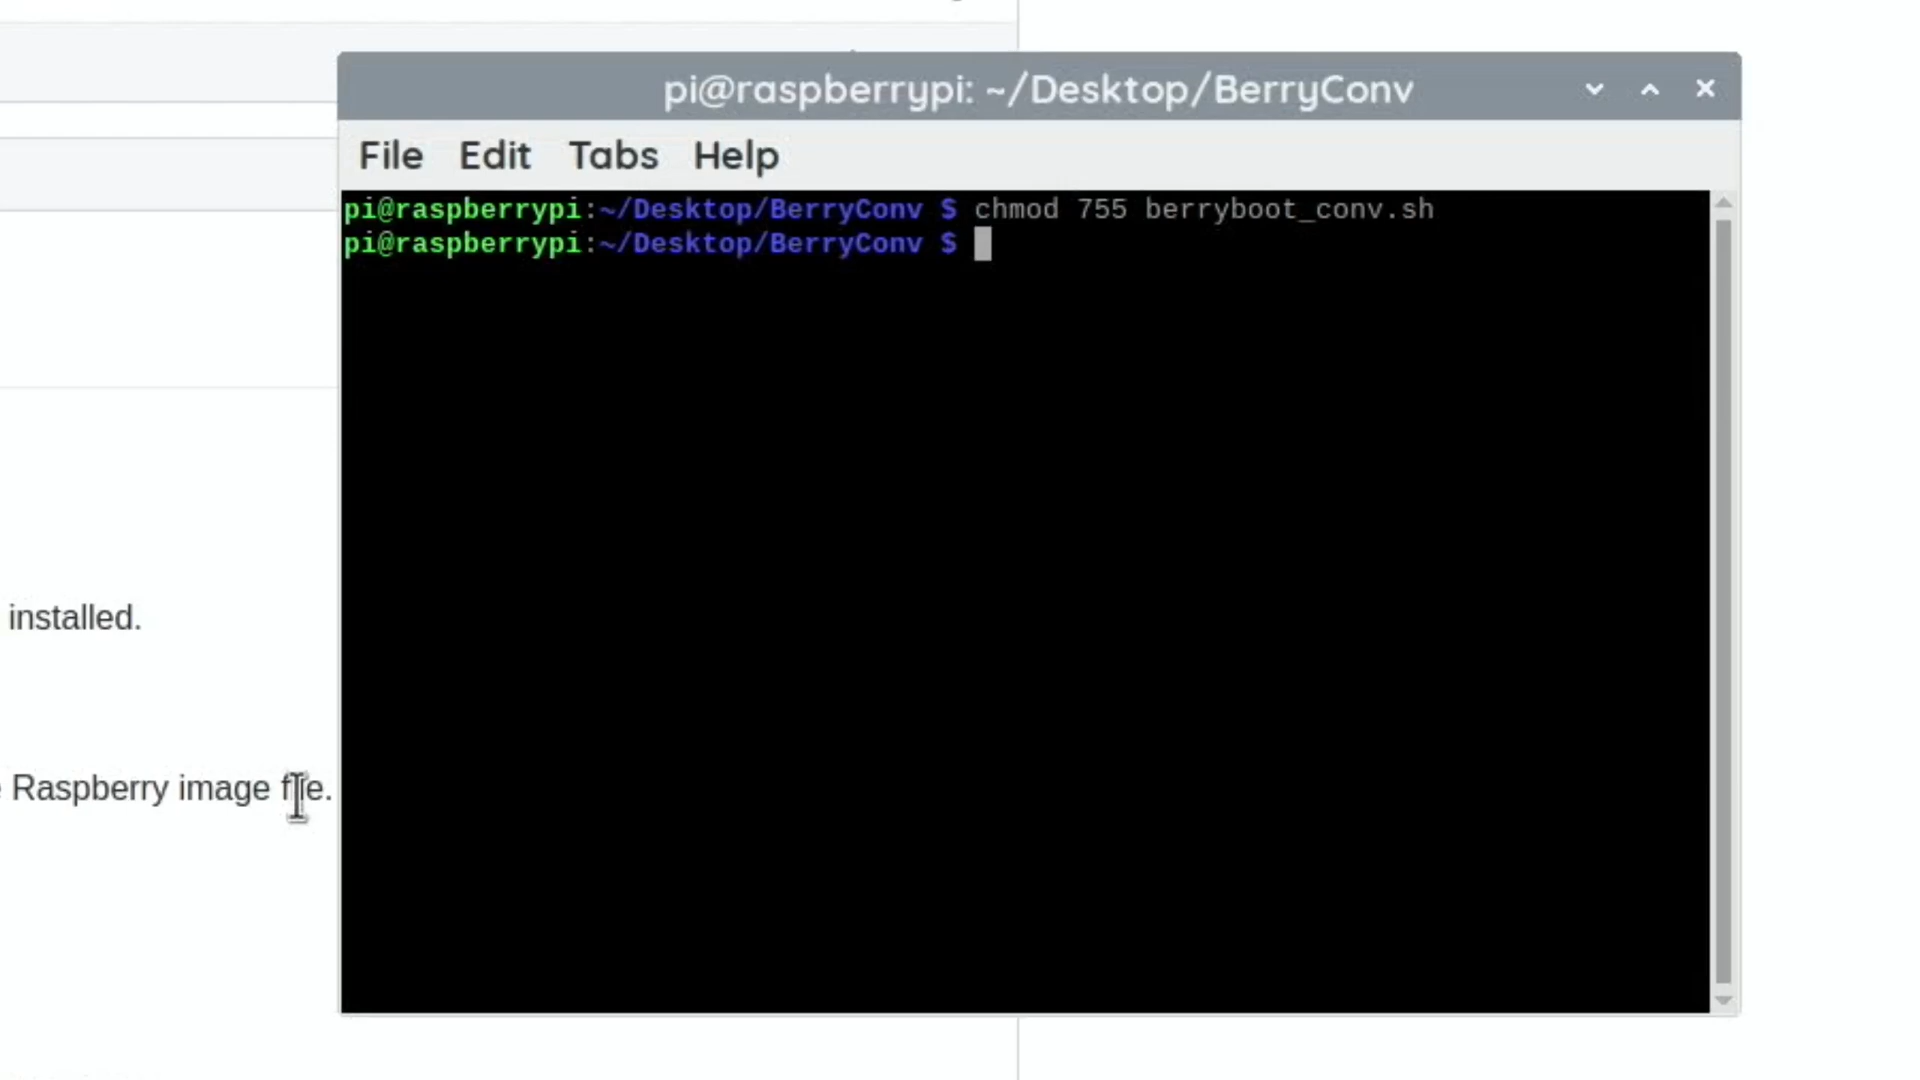 pi@raspberrypi: ~/Desktop/BerryConv
File Edit Tabs Help
pi@raspberrypi:~/Desktop/BerryConv $ chmod 755 berryboot_conv.sh
pi@raspberrypi:~/Desktop/BerryConv $
installed.
Raspberry image file.